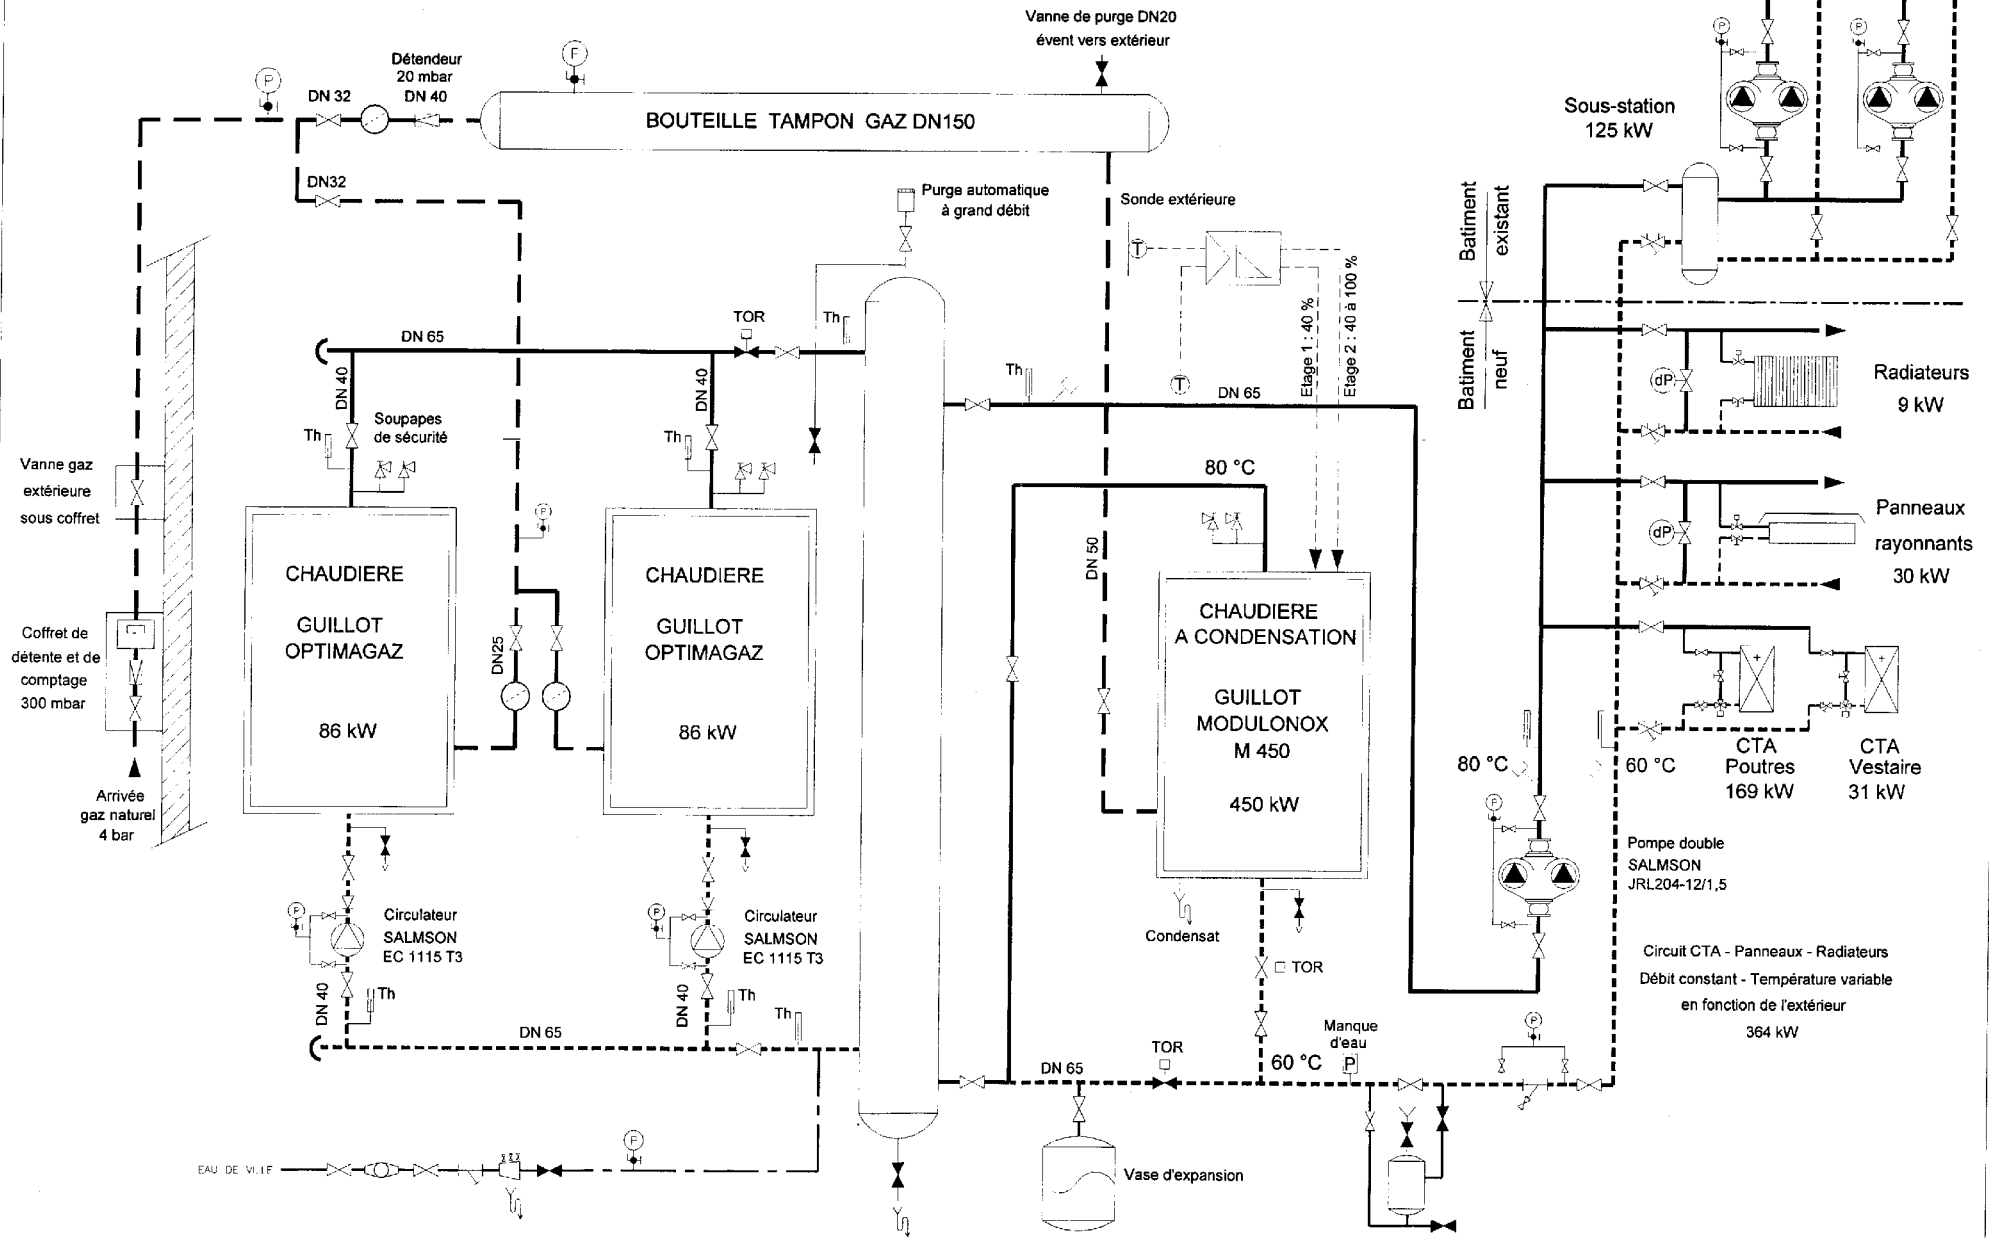 Vanne de purge DN20
évent vers extérieur
P
P
P
F
Détendeur
20 mbar
DN 32
DN 40
BOUTEILLE TAMPON GAZ DN150
Sous-station
125 kW
DN32
Purge automatique
à grand débit
Sonde extérieure
T
Batiment
existant
Batiment
neuf
Etage 1 : 40 %
Etage 2 : 40 à 100 %
TOR
Th
DN 65
DN 40
DN 40
Th
T
DN 65
dP
Radiateurs
9 kW
Soupapes
de sécurité
Th
Th
80 °C
Vanne gaz
extérieure
sous coffret
P
dP
Panneaux
rayonnants
30 kW
DN 50
CHAUDIERE
GUILLOT
OPTIMAGAZ
86 kW
DN25
CHAUDIERE
GUILLOT
OPTIMAGAZ
86 kW
CHAUDIERE
A CONDENSATION
GUILLOT
MODULONOX
M 450
450 kW
Coffret de
détente et de
comptage
300 mbar
Arrivée
gaz naturel
4 bar
80 °C
60 °C
CTA
Poutres
169 kW
CTA
Vestaire
31 kW
P
Pompe double
SALMSON
JRL204-12/1,5
P
Circulateur
SALMSON
EC 1115 T3
P
Circulateur
SALMSON
EC 1115 T3
Condensat
TOR
Circuit CTA - Panneaux - Radiateurs
Débit constant - Température variable
en fonction de l'extérieur
364 kW
DN 40
Th
DN 40
Th
Th
DN 65
Manque
d'eau
P
P
TOR
60 °C
DN 65
P
EAU DE VILLE
Vase d'expansion